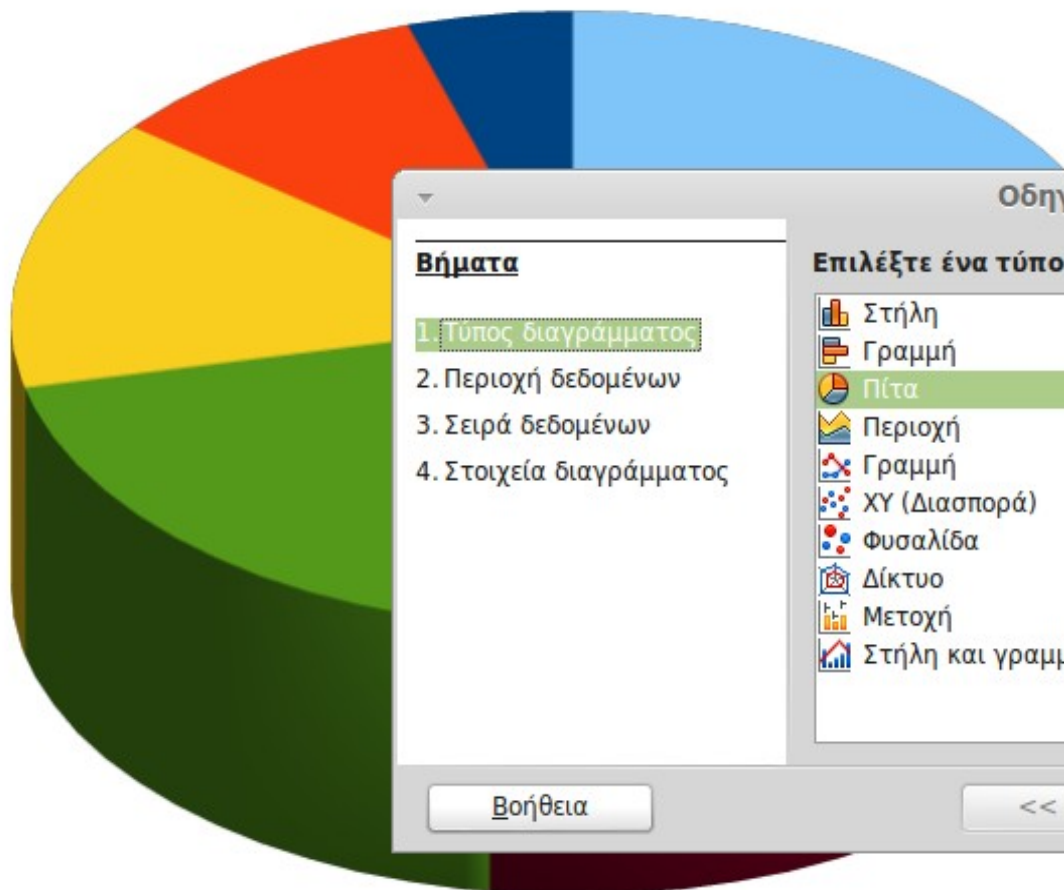 Οδηγ
Βήματα
1. Τύπος διαγράμματος
2. Περιοχή δεδομένων
3. Σειρά δεδομένων
4. Στοιχεία διαγράμματος
Επιλέξτε ένα τύπο
Στήλη
Γραμμή
Πίτα
Περιοχή
Γραμμή
XY (Διασπορά)
Φυσαλίδα
Δίκτυο
Μετοχή
Στήλη και γραμμ
Βοήθεια
<<